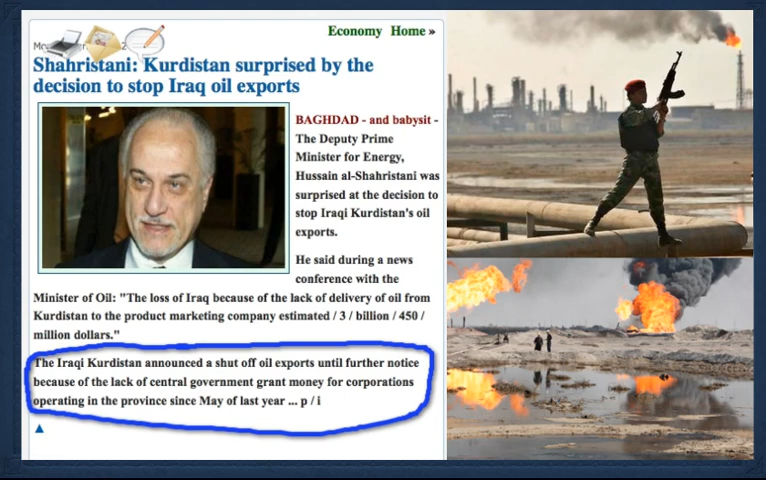 Economy Home »
Shahristani: Kurdistan surprised by the
decision to stop Iraq oil exports
BAGHDAD - and babysit -
The Deputy Prime
Minister for Energy,
Hussain al-Shahristani was
surprised at the decision to
stop Iraqi Kurdistan's oil
exports.
He said during a news
conference with the
Minister of Oil: "The loss of Iraq because of the lack of delivery of oil from
Kurdistan to the product marketing company estimated / 3 / billion / 450 /
million dollars."
The Iraqi Kurdistan announced a shut off oil exports until further notice
because of the lack of central government grant money for corporations
operating in the province since May of last year ... p / i